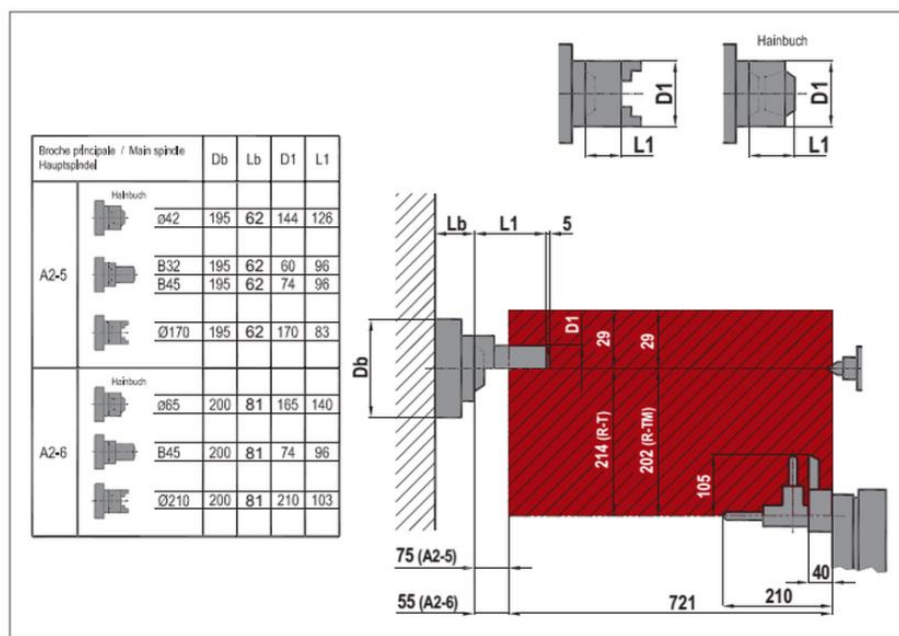 Hainbuch
D1
D1
L1
L1
Broche principale / Main spindle
Hauptspindel
Db Lb D1 L1
A2-5
Hainbuch
ø42 195 62 144 126
B32 195 62 60 96
B45 195 62 74 96
Ø170 195 62 170 83
A2-6
Hainbuch
ø65 200 81 165 140
B45 200 81 74 96
Ø210 200 81 210 103
Lb L1 5
D1
29
29
Db
214 (R-T)
202 (R-TM)
105
75 (A2-5)
40
55 (A2-6)
721
210